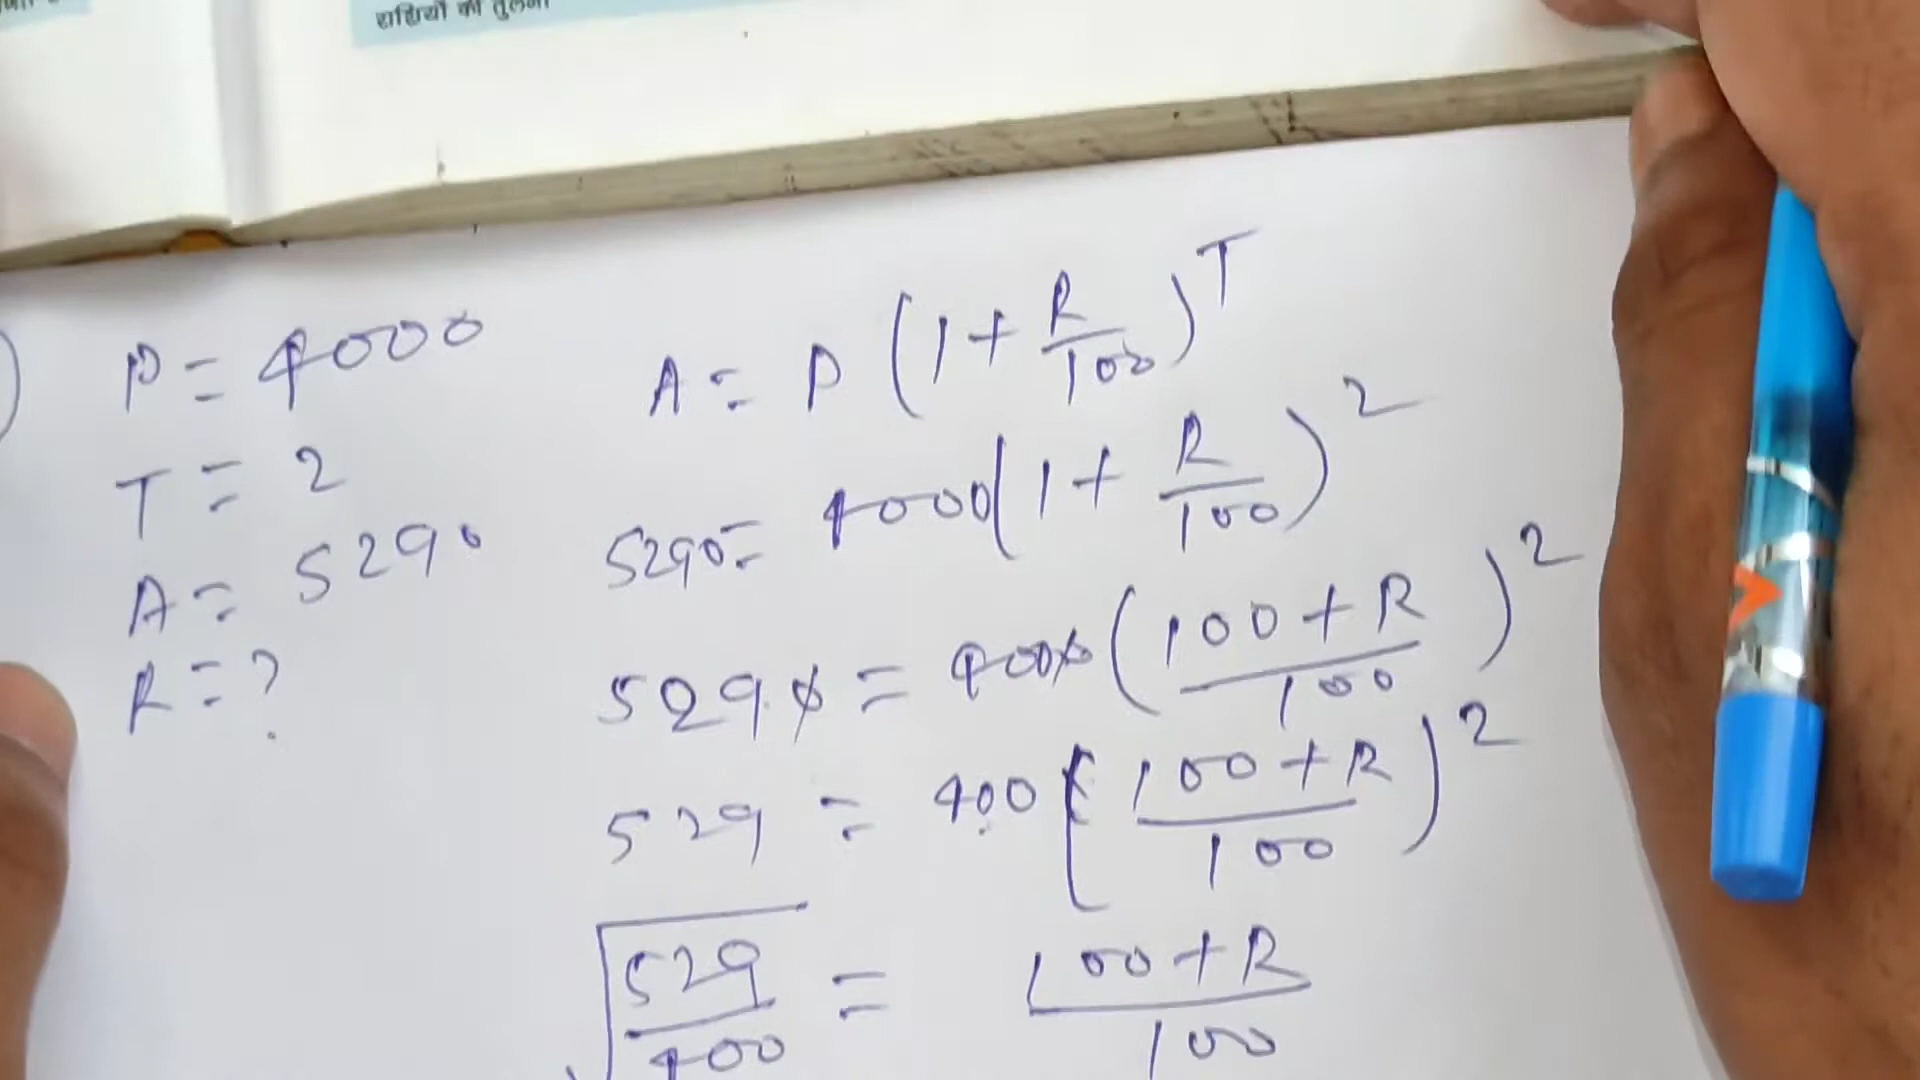 राशियों की तुलना
P = 4000
T = 2
A = 5290
R = ?
A = P (1 + R/100)^T
5290 = 4000(1 + R/100)^2
5290 = 4000(100 + R/100)^2
529 = 400(100 + R/100)^2
√529/400 = 100 + R/100